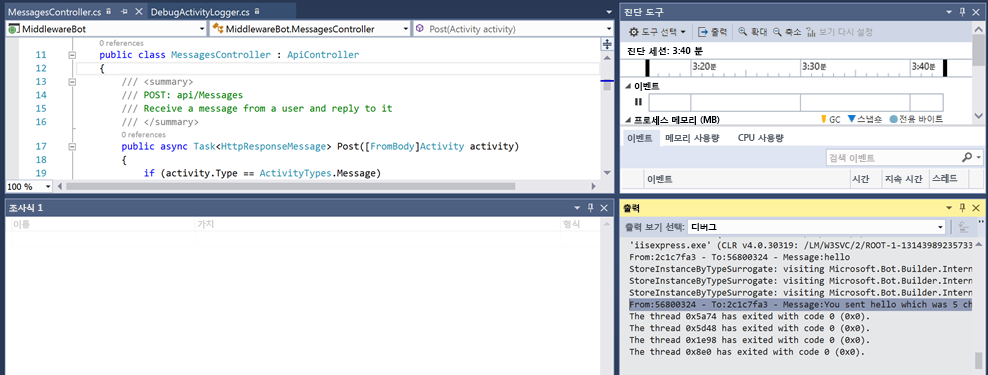 MessagesController.cs
DebugActivityLogger.cs
MiddlewareBot
MiddlewareBot.MessagesController
Post(Activity activity)
0 references
11 public class MessagesController : ApiController
12 {
13 /// <summary>
14 /// POST: api/Messages
15 /// Receive a message from a user and reply to it
16 /// </summary>
0 references
17 public async Task<HttpResponseMessage> Post([FromBody]Activity activity)
18 {
19 if (activity.Type == ActivityTypes.Message)
100 %
조사식 1
이름 가치 형식
진단 도구
도구 선택 출력 확대 축소 보기 다시 설정
진단 세션: 3:40 분
3:20분 3:30분 3:40분
이벤트
프로세스 메모리 (MB) GC 스냅숏 전용 바이트
이벤트 메모리 사용량 CPU 사용량
검색 이벤트
이벤트 시간 지속 시간 스레드
출력
출력 보기 선택: 디버그
'iisexpress.exe' (CLR v4.0.30319: /LM/W3SVC/2/ROOT-1-13143989235733
From:2c1c7fa3 - To:56800324 - Message:hello
StoreInstanceByTypeSurrogate: visiting Microsoft.Bot.Builder.Intern
StoreInstanceByTypeSurrogate: visiting Microsoft.Bot.Builder.Intern
StoreInstanceByTypeSurrogate: visiting Microsoft.Bot.Builder.Intern
From:56800324 - To:2c1c7fa3 - Message:You sent hello which was 5 ch
The thread 0x5a74 has exited with code 0 (0x0).
The thread 0x5d48 has exited with code 0 (0x0).
The thread 0x1e98 has exited with code 0 (0x0).
The thread 0x8e0 has exited with code 0 (0x0).